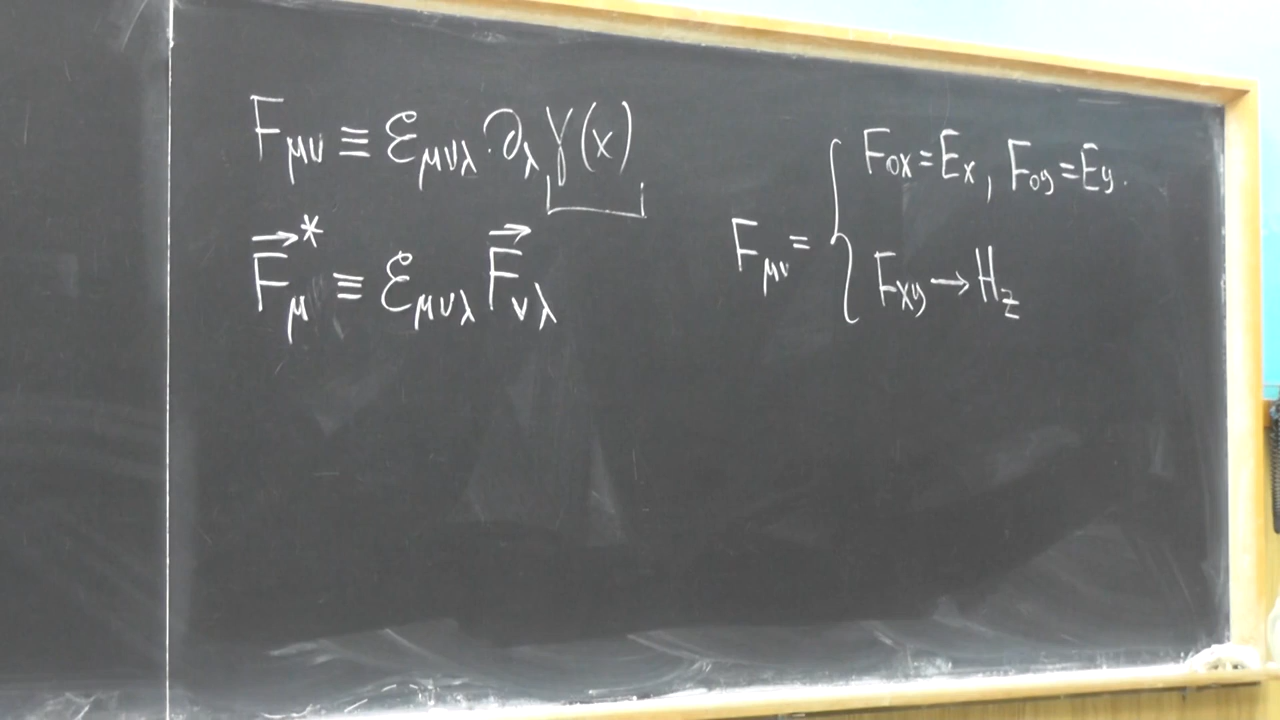 F_μν ≡ ε_μνλ ∂_λ γ(x)
F⃗*_μ ≡ ε_μνλ F⃗_νλ
F_μν = { F_0x = E_x, F_0y = E_y.
F_xy → H_z